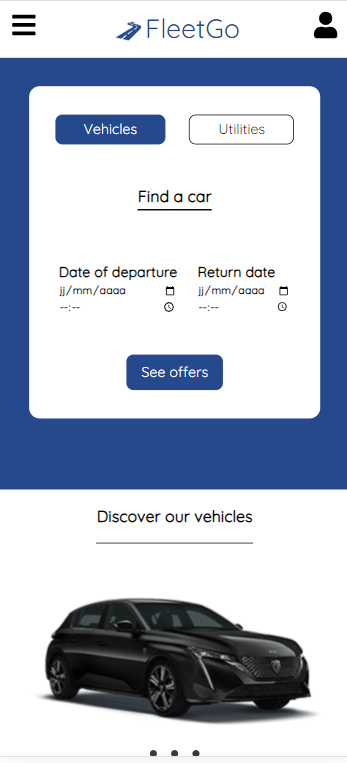 FleetGo
Vehicles Utilities
Find a car
Date of departure Return date
jj/mm/aaaa jj/mm/aaaa
--:-- --:--
See offers
Discover our vehicles